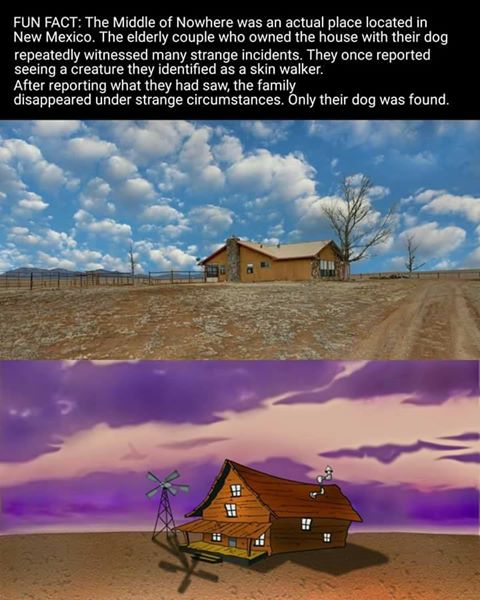 FUN FACT: The Middle of Nowhere was an actual place located in
New Mexico. The elderly couple who owned the house with their dog
repeatedly witnessed many strange incidents. They once reported
seeing a creature they identified as a skin walker.
After reporting what they had saw, the family
disappeared under strange circumstances. Only their dog was found.